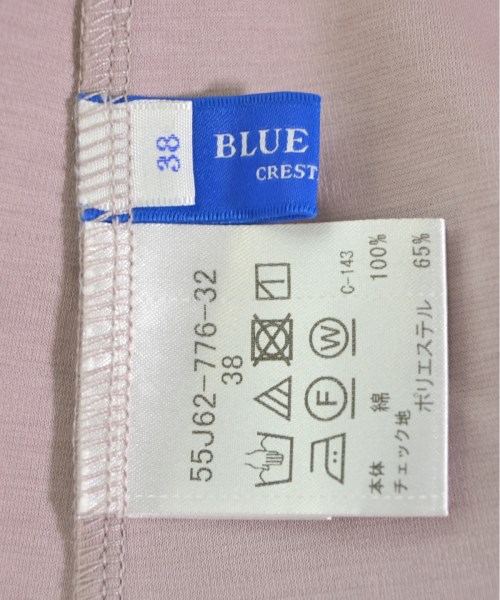 38
BLUE
CREST
55J62-776-32
38
W
F
C-143
本体 綿 100%
チェック地
ポリエステル 65%